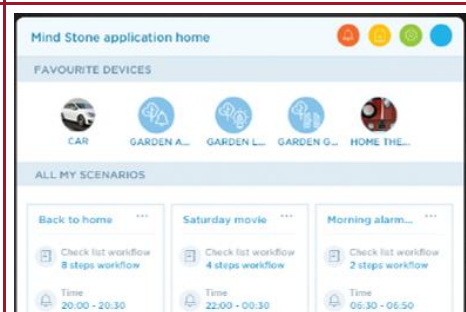 Mind Stone application home
FAVOURITE DEVICES
CAR GARDEN A... GARDEN L... GARDEN G... HOME THE...
ALL MY SCENARIOS
Back to home ... Saturday movie ... Morning alarm... ...
Check list workflow Check list workflow Check list workflow
8 steps workflow 4 steps workflow 2 steps workflow
Time Time Time
20:00 - 20:30 22:00 - 00:30 06:30 - 06:50